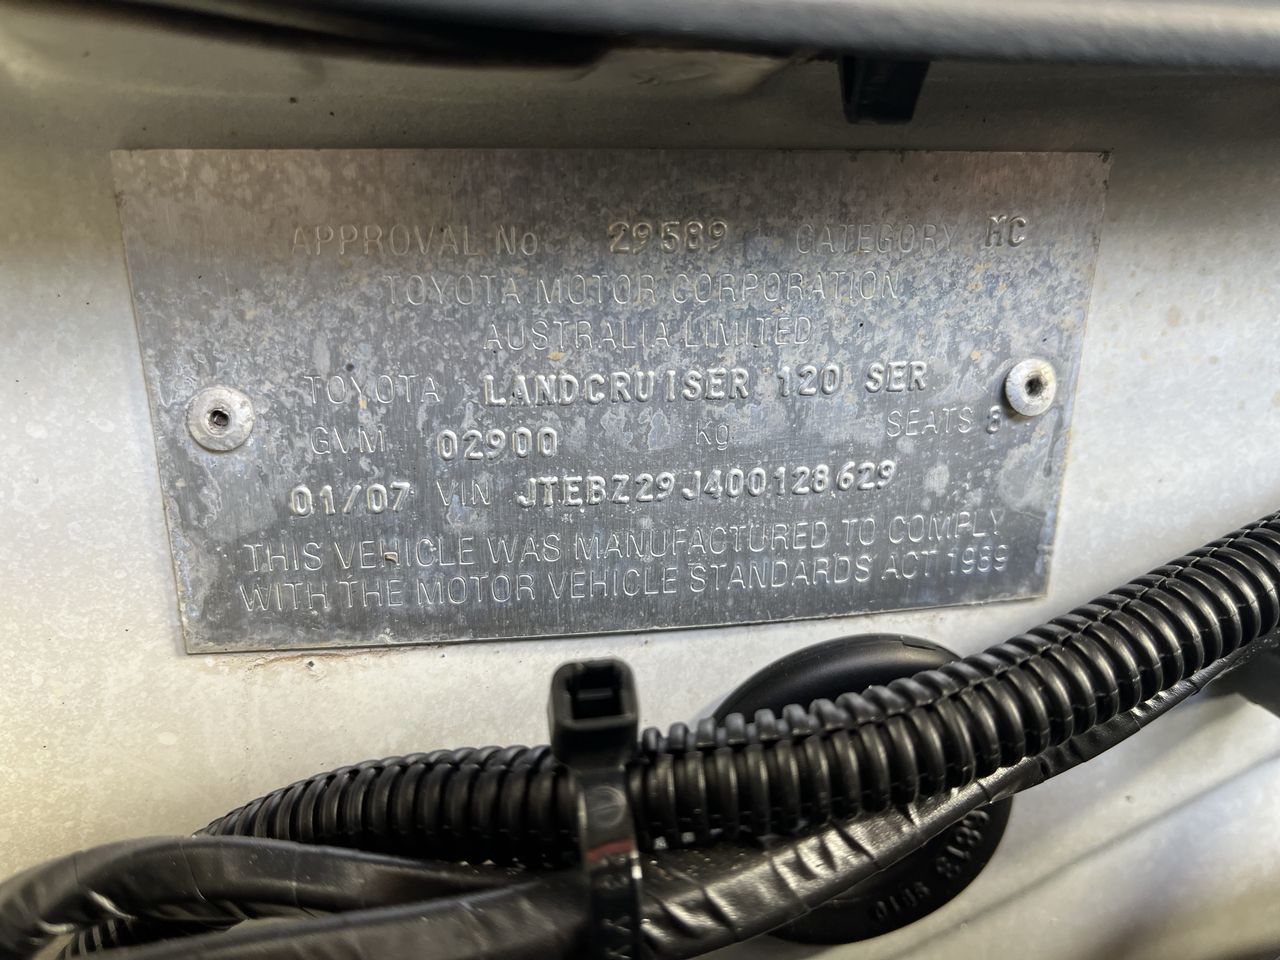 APPROVAL No 29589 CATEGORY MC
TOYOTA MOTOR CORPORATION
AUSTRALIA LIMITED
TOYOTA LANDCRUISER 120 SER
GVM 02900 Kg SEATS 8
01/07 VIN JTEBZ29J400128629
THIS VEHICLE WAS MANUFACTURED TO COMPLY
WITH THE MOTOR VEHICLE STANDARDS ACT 1989